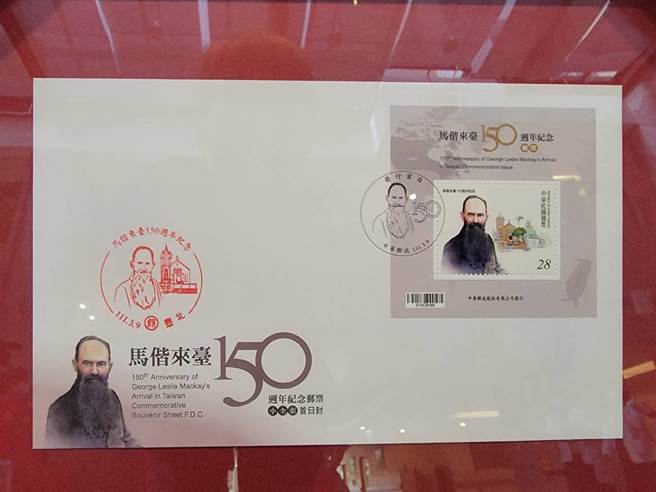 馬偕來臺150週年紀念
郵票
150th Anniversary of George Leslie Mackay's Arrival
in Taiwan Commemorative Issue
發行首日
150
中華郵政 111.3.9
馬偕來臺150週年紀念
中華民國郵票
28
中華郵政股份有限公司發行
馬偕來臺150週年紀念
111.3.9 臺北
馬偕來臺150
150th Anniversary of
George Leslie Mackay's
Arrival in Taiwan
Commemorative
Souvenir Sheet F.D.C.
週年紀念郵票
小全張首日封